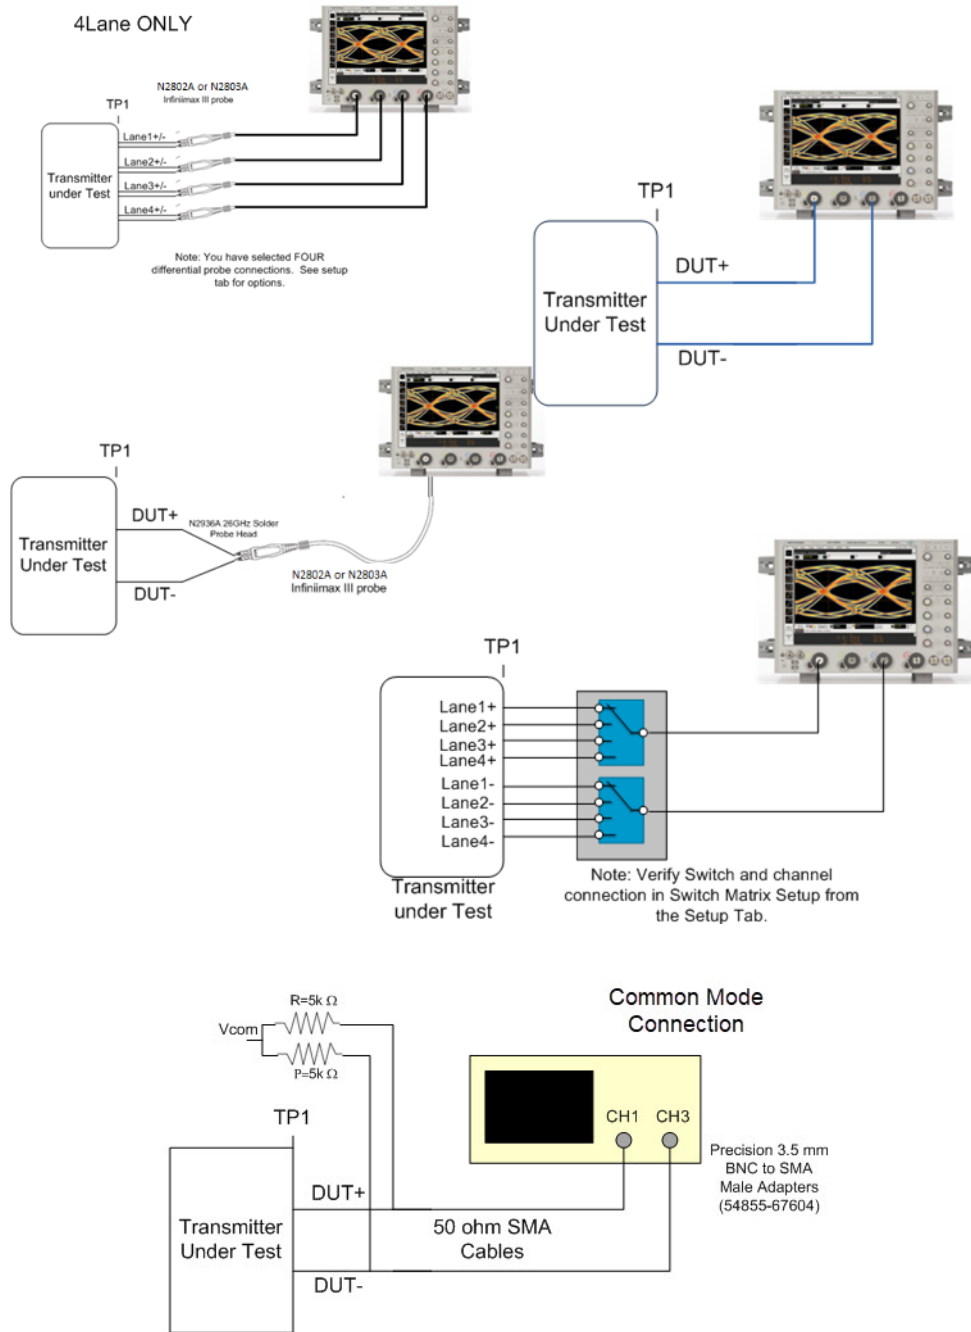 4Lane ONLY
N2802A or N2803A
Infiniimax III probe
TP1
Lane1+/-
Lane2+/-
Lane3+/-
Lane4+/-
Transmitter
under Test
Note: You have selected FOUR
differential probe connections. See setup
tab for options.
TP1
DUT+
DUT-
Transmitter
Under Test
TP1
DUT+
DUT-
Transmitter
Under Test
N2936A 26GHz Solder
Probe Head
N2802A or N2803A
Infiniimax III probe
TP1
Lane1+
Lane2+
Lane3+
Lane4+
Lane1-
Lane2-
Lane3-
Lane4-
Transmitter
under Test
Note: Verify Switch and channel
connection in Switch Matrix Setup from
the Setup Tab.
Common Mode
Connection
R=5k Ω
Vcom
P=5k Ω
TP1
CH1 CH3
Precision 3.5 mm
BNC to SMA
Male Adapters
(54855-67604)
DUT+
50 ohm SMA
Cables
Transmitter
Under Test
DUT-